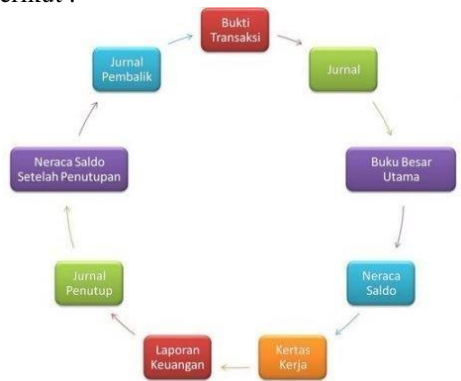 Bukti
Transaksi
Jurnal
Buku Besar
Utama
Neraca
Saldo
Kertas
Kerja
Laporan
Keuangan
Jurnal
Penutup
Neraca Saldo
Setelah Penutupan
Jurnal
Pembalik